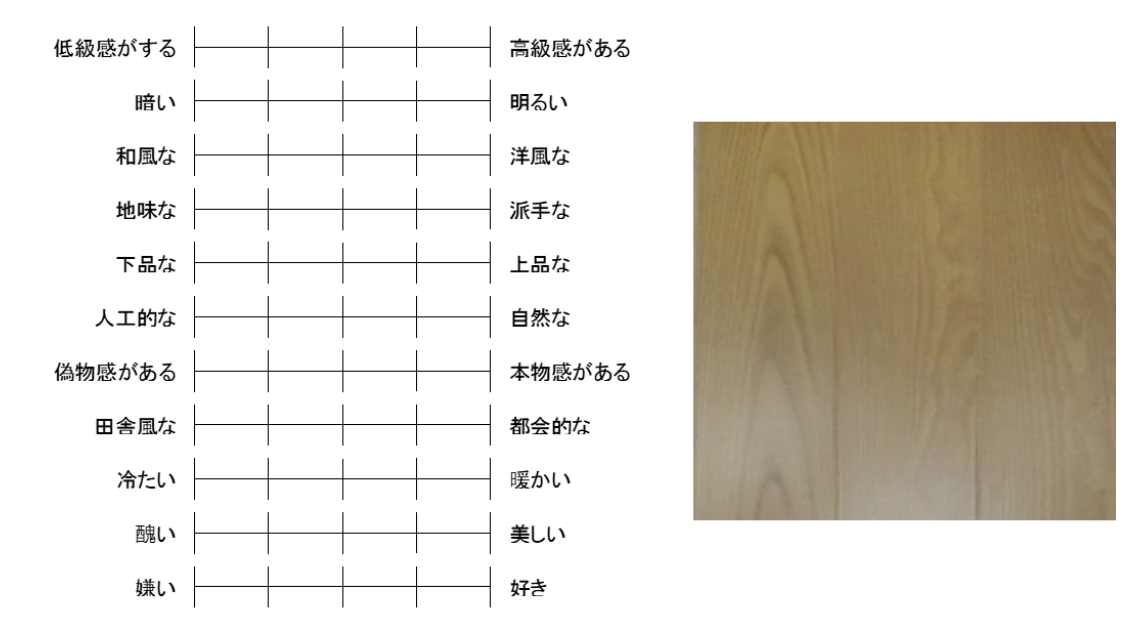 低級感がする 高級感がある
暗い 明るい
和風な 洋風な
地味な 派手な
下品な 上品な
人工的な 自然な
偽物感がある 本物感がある
田舎風な 都会的な
冷たい 暖かい
醜い 美しい
嫌い 好き